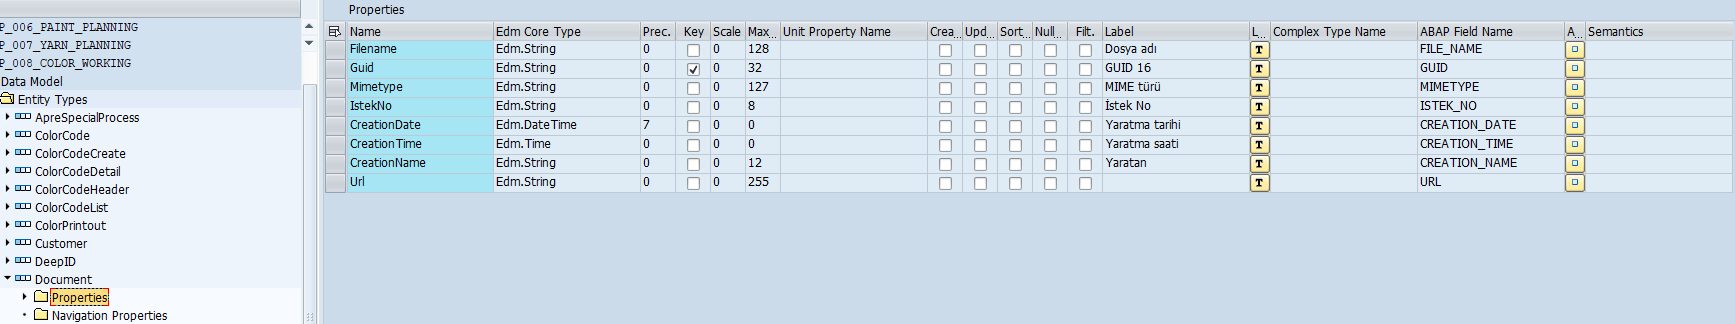 P_006_PAINT_PLANNING
P_007_YARN_PLANNING
P_008_COLOR_WORKING
Data Model
Entity Types
ApreSpecialProcess
ColorCode
ColorCodeCreate
ColorCodeDetail
ColorCodeHeader
ColorCodeList
ColorPrintout
Customer
DeepID
Document
Properties
Navigation Properties
Properties
Name Edm Core Type Prec. Key Scale Max... Unit Property Name Crea... Upd... Sort... Null... Filt. Label L... Complex Type Name ABAP Field Name A... Semantics
Filename Edm.String 0 0 128 Dosya adı T FILE_NAME
Guid Edm.String 0 0 32 GUID 16 T GUID
Mimetype Edm.String 0 0 127 MIME türü T MIMETYPE
IstekNo Edm.String 0 0 8 İstek No T ISTEK_NO
CreationDate Edm.DateTime 7 0 0 Yaratma tarihi T CREATION_DATE
CreationTime Edm.Time 0 0 0 Yaratma saati T CREATION_TIME
CreationName Edm.String 0 0 12 Yaratan T CREATION_NAME
Url Edm.String 0 0 255 T URL